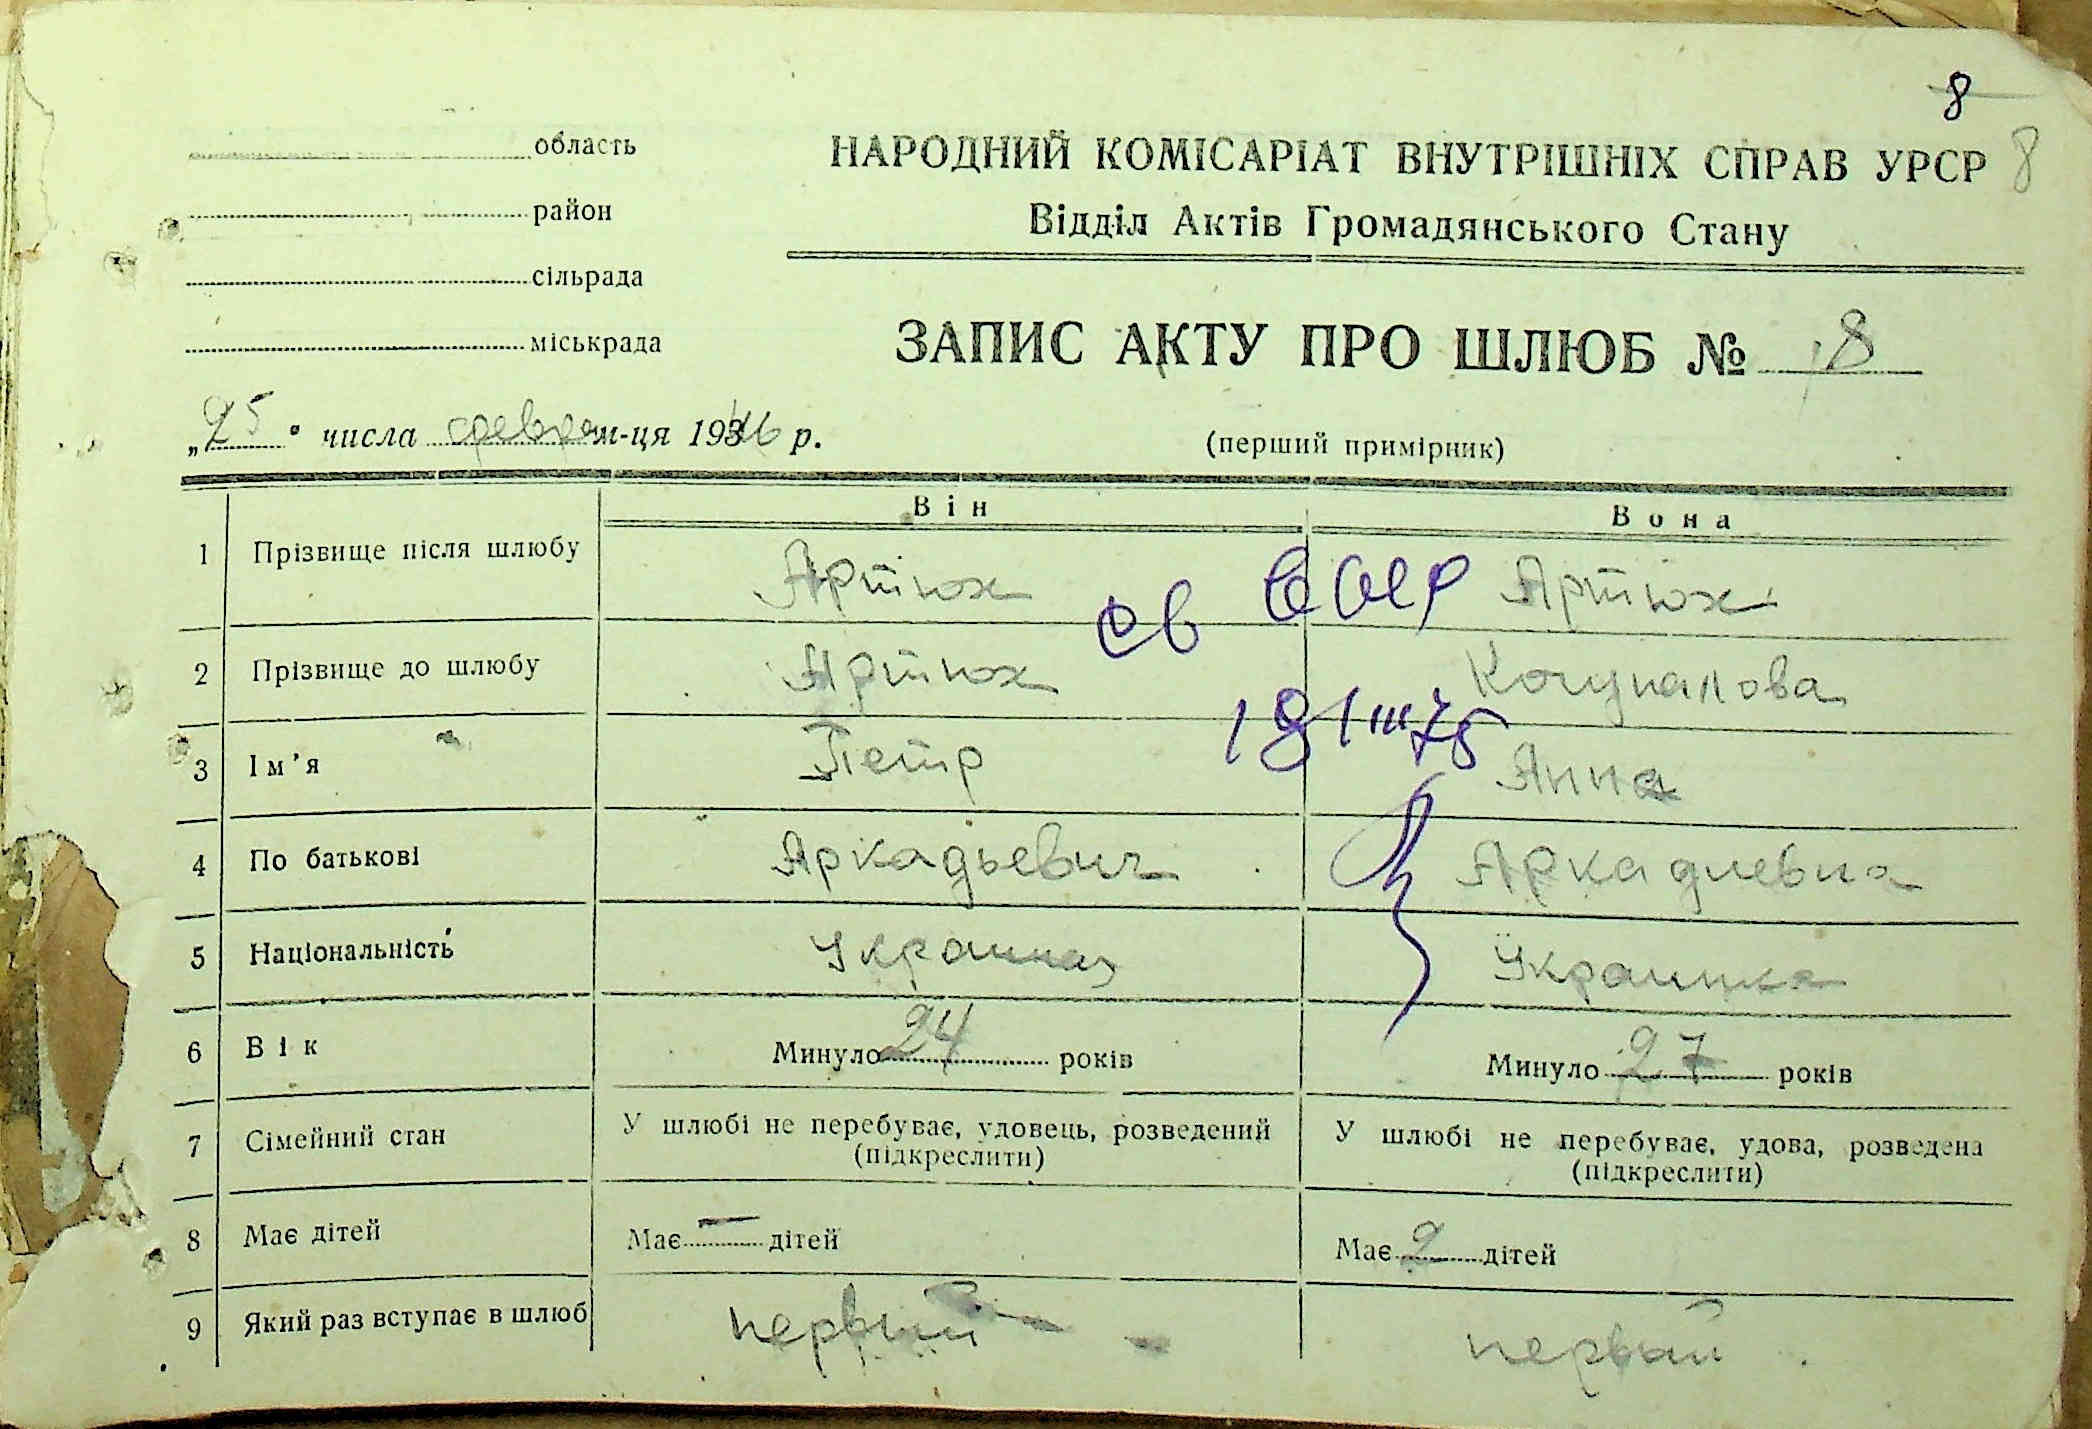 8
область
НАРОДНИЙ КОМІСАРІАТ ВНУТРІШНІХ СПРАВ УРСР 8
район
Відділ Актів Громадянського Стану
сільрада
міськрада
ЗАПИС АКТУ ПРО ШЛЮБ № 8
„25" числа февра м-ця 1946 р.
(перший примірник)
Він Вона
1 Прізвище після шлюбу Артюх Артюх
2 Прізвище до шлюбу Артюх
3 Ім'я Петр Анна
4 По батькові Аркадьевич Аркадиевна
5 Національність Украинец Украинка
6 Вік Минуло 24 років Минуло 27 років
7 Сімейний стан У шлюбі не перебуває, удовець, розведений У шлюбі не перебуває, удова, розведена
(підкреслити) (підкреслити)
8 Має дітей Має — дітей Має 2 дітей
9 Який раз вступає в шлюб первый первый